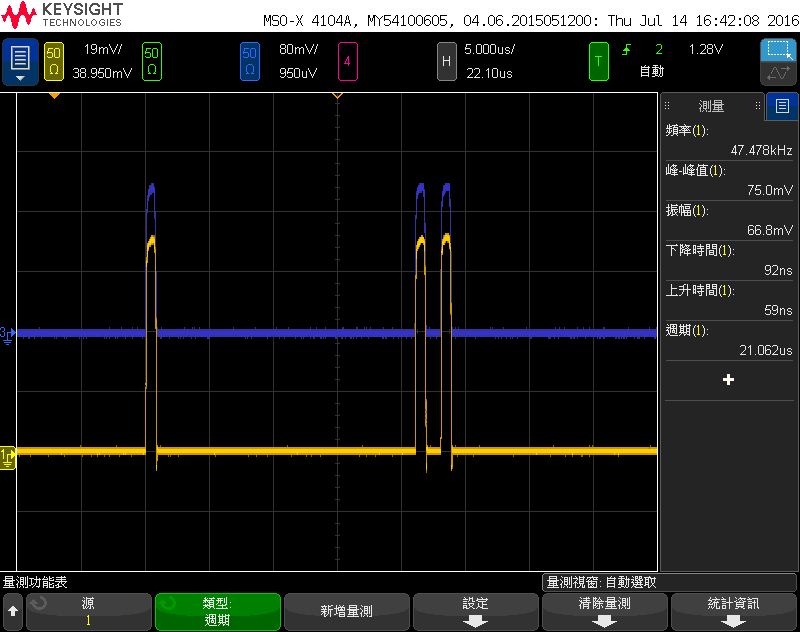 KEYSIGHT
TECHNOLOGIES
MSO-X 4104A, MY54100605, 04.06.2015051200: Thu Jul 14 16:42:08 2016
50Ω 19mV/ 50Ω 50Ω 80mV/ 4 H 5.000us/ T 2 1.28V
38.950mV 950uV 22.10us 自動
測量
頻率(1):
47.478kHz
峰-峰值(1):
75.0mV
振幅(1):
66.8mV
下降時間(1):
92ns
上升時間(1):
59ns
週期(1):
21.062us
3
1
量測功能表 量測視窗: 自動選取
源 類型: 新增量測 設定 清除量測 統計資訊
1 週期